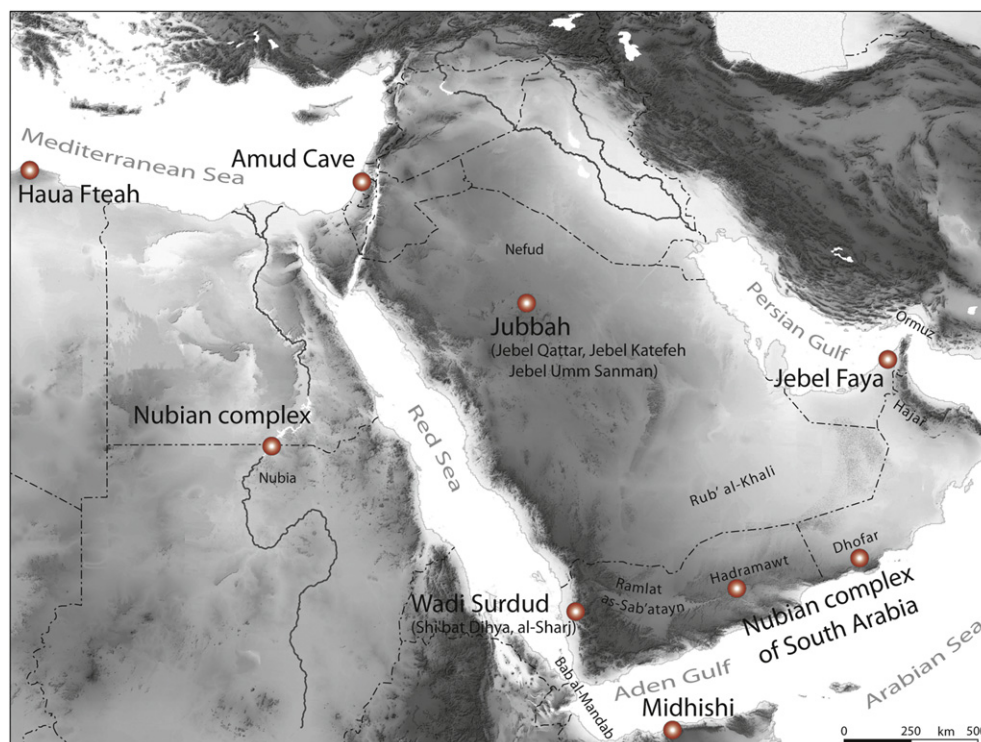 Mediterranean Sea
Amud Cave
Haua Fteah
Nefud
Jubbah
(Jebel Qattar, Jebel Katefeh
Jebel Umm Sanman)
Persian Gulf
Ormuz
Jebel Faya
Hajar
Nubian complex
Nubia
Red Sea
Rub' al-Khali
Dhofar
Hadramawt
Ramlat
as-Sab'atayn
Wadi Surdud
(Shi'bat Dihya, al-Sharj)
Nubian complex
of South Arabia
Bab al-Mandab
Aden Gulf
Arabian Sea
Midhishi
0 250 km 500